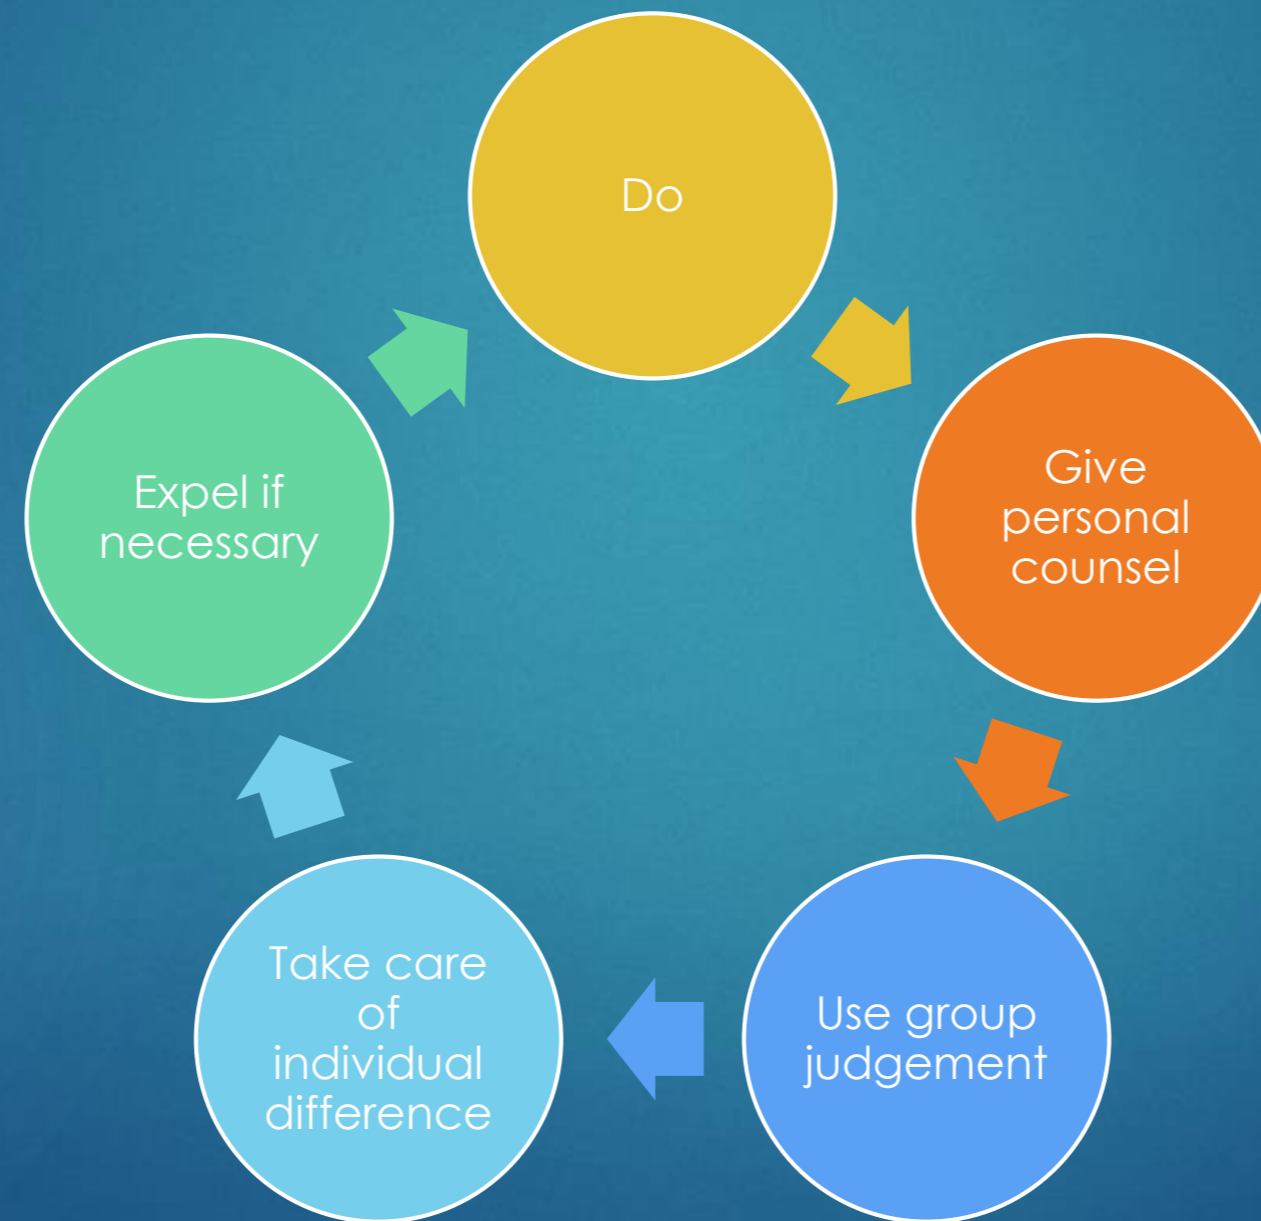 Do
Give
personal
counsel
Use group
judgement
Take care
of
individual
difference
Expel if
necessary